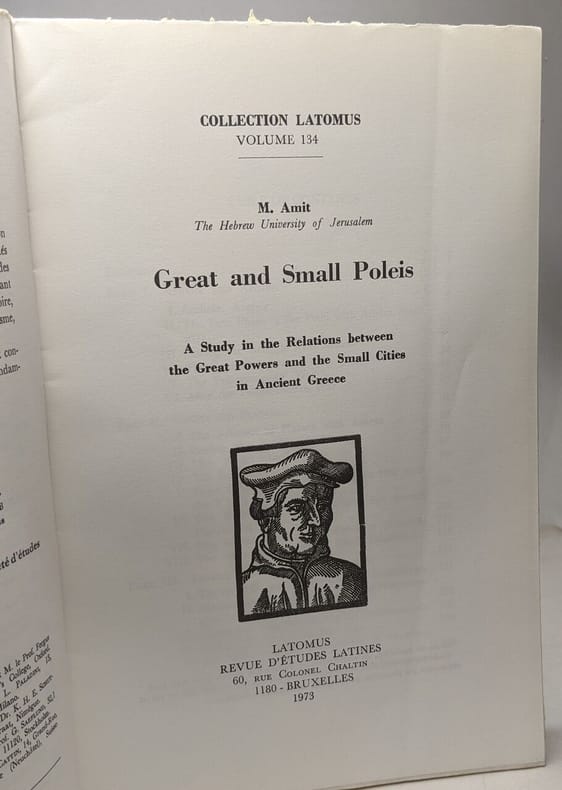 COLLECTION LATOMUS
VOLUME 134
M. Amit
The Hebrew University of Jerusalem
Great and Small Poleis
A Study in the Relations between
the Great Powers and the Small Cities
in Ancient Greece
LATOMUS
REVUE D'ÉTUDES LATINES
60, RUE COLONEL CHALTIN
1180 - BRUXELLES
1973